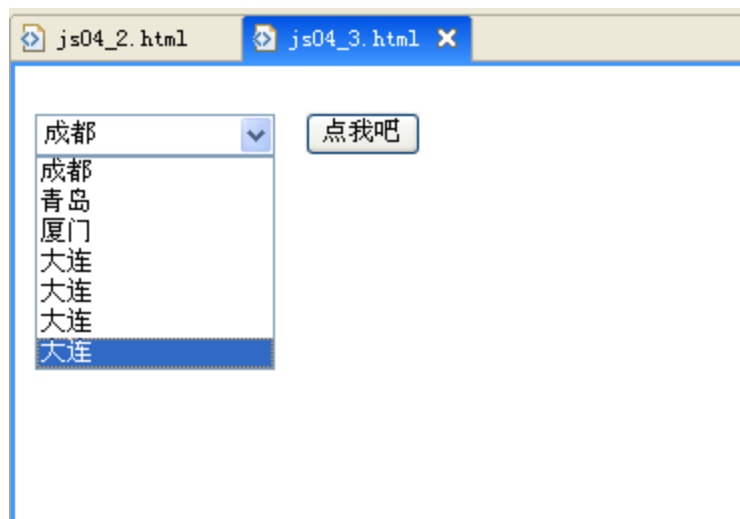 js04_2.html
js04_3.html
成都
点我吧
成都
青岛
厦门
大连
大连
大连
大连